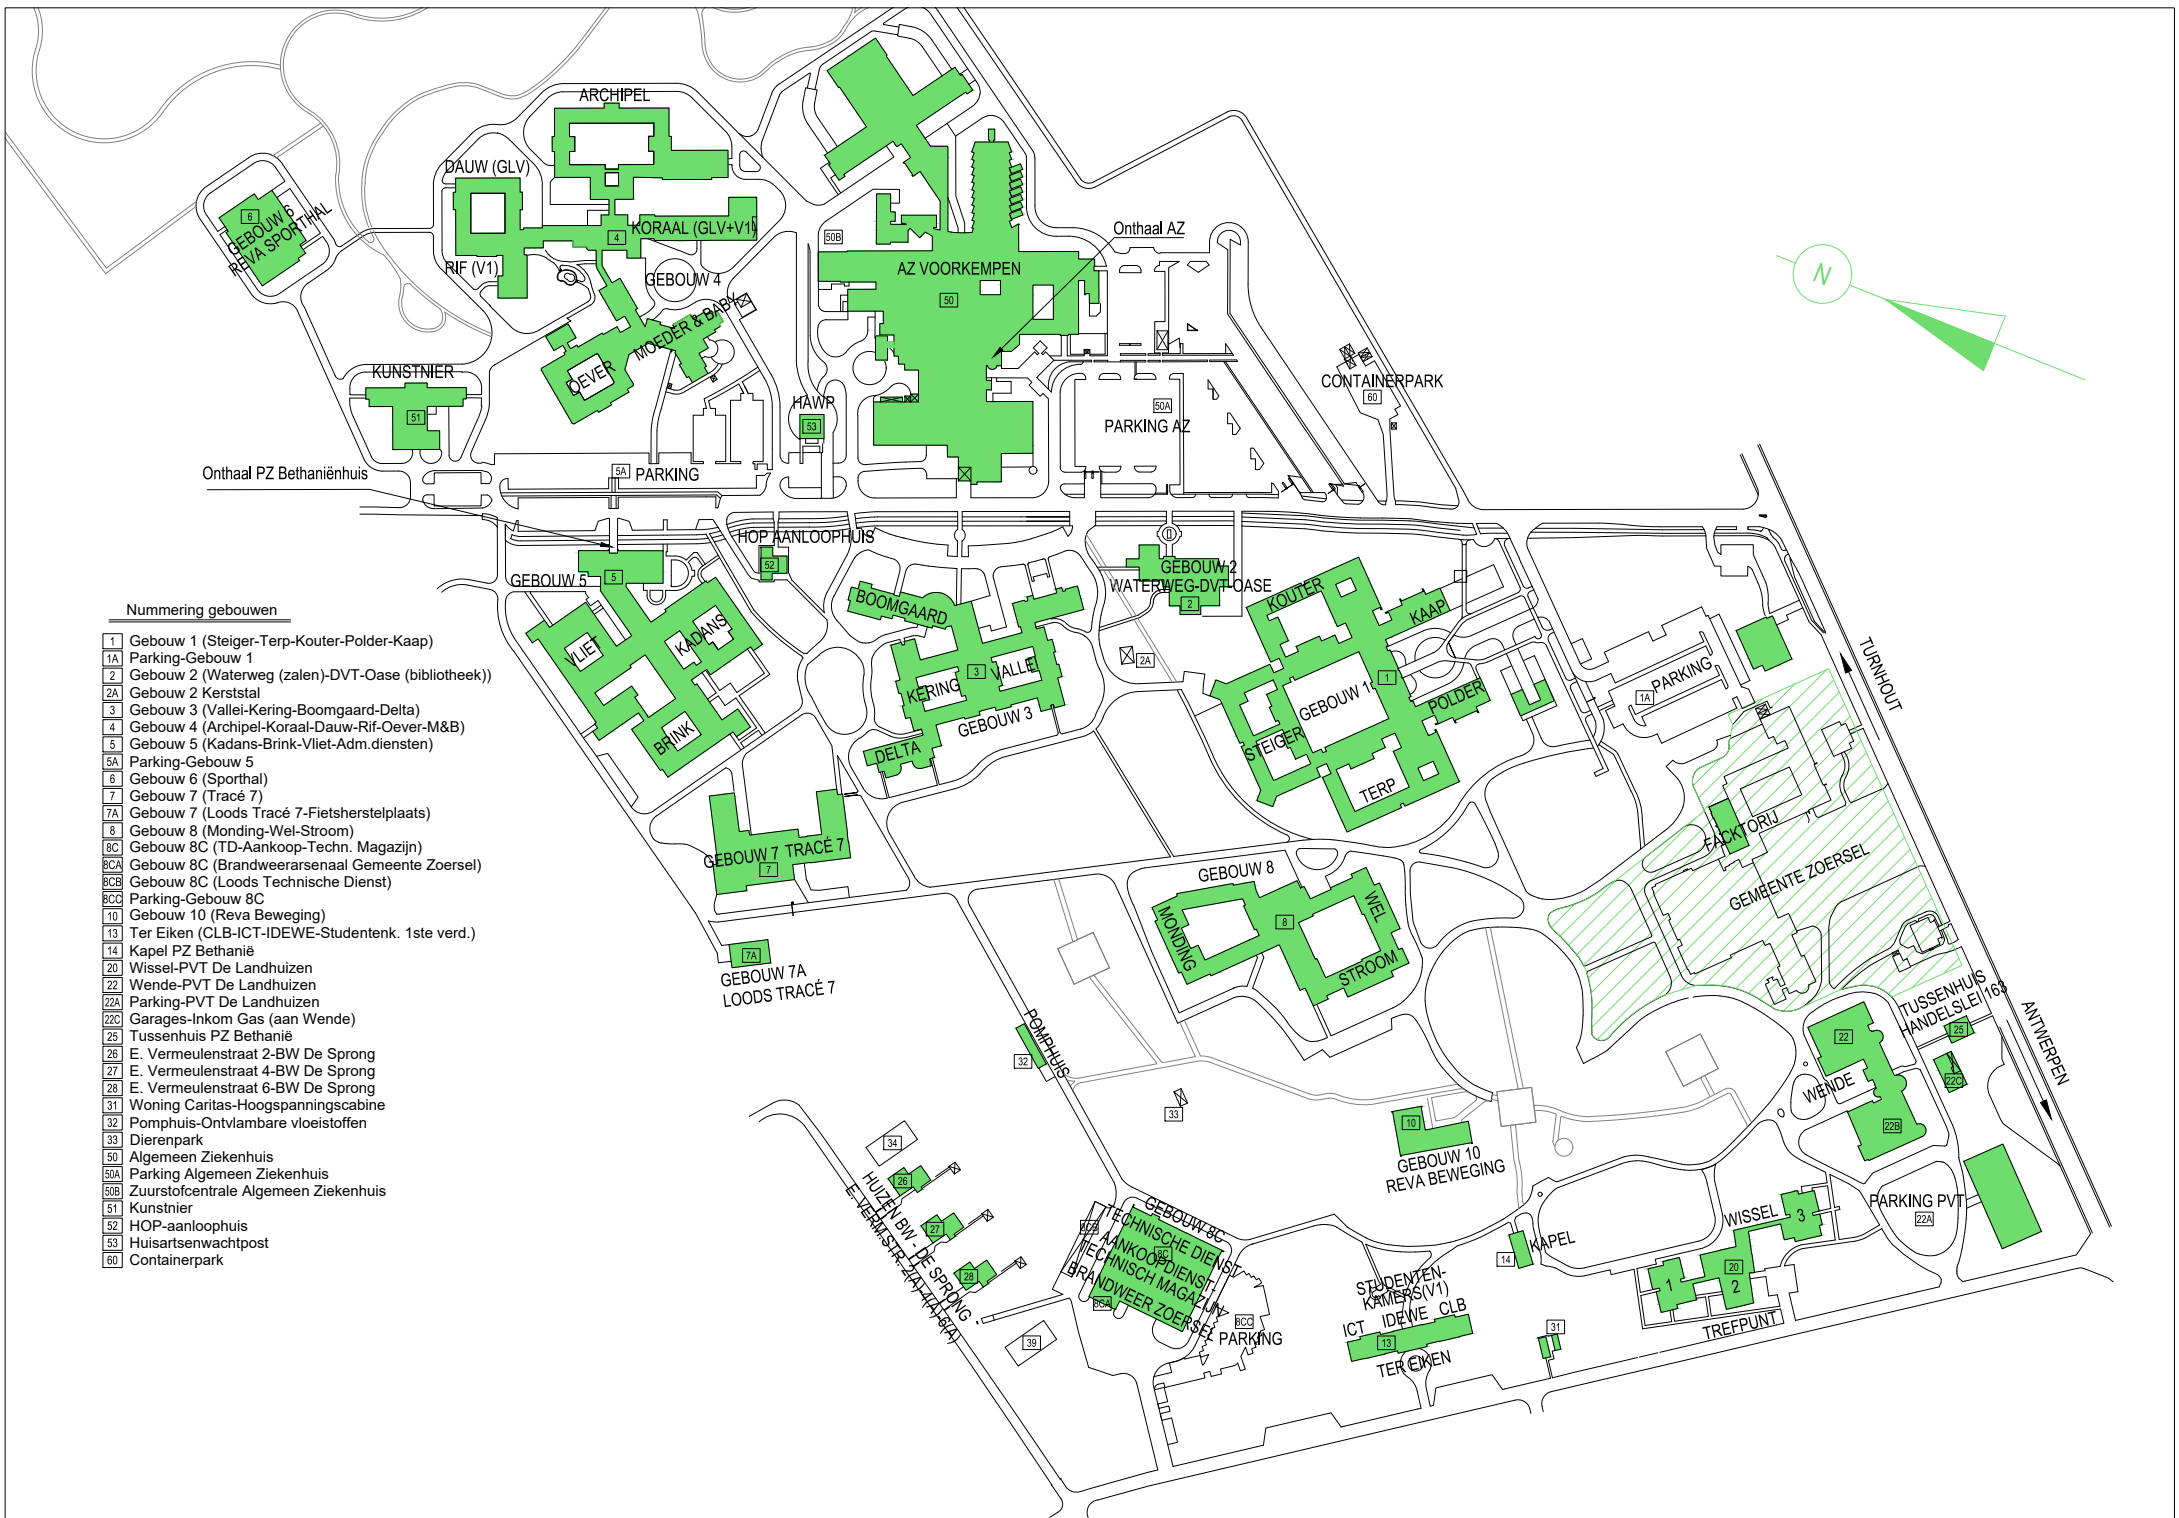 ARCHIPEL
DAUW (GLV)
6
GEBOUW 6
REVA SPORTHAL
KORAAL (GLV+V1)
4
RIF (V1)
GEBOUW 4
MOEDER & BABY
OEVER
KUNSTNIER
51
50B
AZ VOORKEMPEN
50
Onthaal AZ
N
HAWP
53
50A
PARKING AZ
CONTAINERPARK
60
Onthaal PZ Bethaniënhuis
5A
PARKING
HOP AANLOOPHUIS
52
GEBOUW 5
5
VLIET
KADANS
BRINK
BOOMGAARD
KERING
3
VALLEI
GEBOUW 3
DELTA
GEBOUW 2
WATERWEG-DVT-OASE
2
2A
KOUTER
KAAP
1
GEBOUW 1
POLDER
STEIGER
TERP
1A
PARKING
TURNHOUT
FACKTORIJ
GEMEENTE ZOERSEL
GEBOUW 7 TRACÉ 7
7
7A
GEBOUW 7A
LOODS TRACÉ 7
GEBOUW 8
MONDING
8
WEL
STROOM
TUSSENHUIS
HANDELSLEI 163
25
ANTWERPEN
22
22C
WENDE
22B
POMPHUIS
32
33
10
GEBOUW 10
REVA BEWEGING
34
26
27
28
HUIZEN BW - DE SPRONG
E. VERM.STR. 2(A)-4(A)-6(A)
39
GEBOUW 8C
8CB
TECHNISCHE DIENST
8C
AANKOOPDIENST-
TECHNISCH MAGAZIJN
BRANDWEER ZOERSEL
8CA
8CC
PARKING
STUDENTEN-
KAMERS(V1)
ICT IDEWE CLB
13
TER EIKEN
14
KAPEL
31
WISSEL
3
20
1
2
TREFPUNT
PARKING PVT
22A
Nummering gebouwen
1 Gebouw 1 (Steiger-Terp-Kouter-Polder-Kaap)
1A Parking-Gebouw 1
2 Gebouw 2 (Waterweg (zalen)-DVT-Oase (bibliotheek))
2A Gebouw 2 Kerststal
3 Gebouw 3 (Vallei-Kering-Boomgaard-Delta)
4 Gebouw 4 (Archipel-Koraal-Dauw-Rif-Oever-M&B)
5 Gebouw 5 (Kadans-Brink-Vliet-Adm.diensten)
5A Parking-Gebouw 5
6 Gebouw 6 (Sporthal)
7 Gebouw 7 (Tracé 7)
7A Gebouw 7 (Loods Tracé 7-Fietsherstelplaats)
8 Gebouw 8 (Monding-Wel-Stroom)
8C Gebouw 8C (TD-Aankoop-Techn. Magazijn)
8CA Gebouw 8C (Brandweerarsenaal Gemeente Zoersel)
8CB Gebouw 8C (Loods Technische Dienst)
8CC Parking-Gebouw 8C
10 Gebouw 10 (Reva Beweging)
13 Ter Eiken (CLB-ICT-IDEWE-Studentenk. 1ste verd.)
14 Kapel PZ Bethanië
20 Wissel-PVT De Landhuizen
22 Wende-PVT De Landhuizen
22A Parking-PVT De Landhuizen
22C Garages-Inkom Gas (aan Wende)
25 Tussenhuis PZ Bethanië
26 E. Vermeulenstraat 2-BW De Sprong
27 E. Vermeulenstraat 4-BW De Sprong
28 E. Vermeulenstraat 6-BW De Sprong
31 Woning Caritas-Hoogspanningscabine
32 Pomphuis-Ontvlambare vloeistoffen
33 Dierenpark
50 Algemeen Ziekenhuis
50A Parking Algemeen Ziekenhuis
50B Zuurstofcentrale Algemeen Ziekenhuis
51 Kunstnier
52 HOP-aanloophuis
53 Huisartsenwachtpost
60 Containerpark